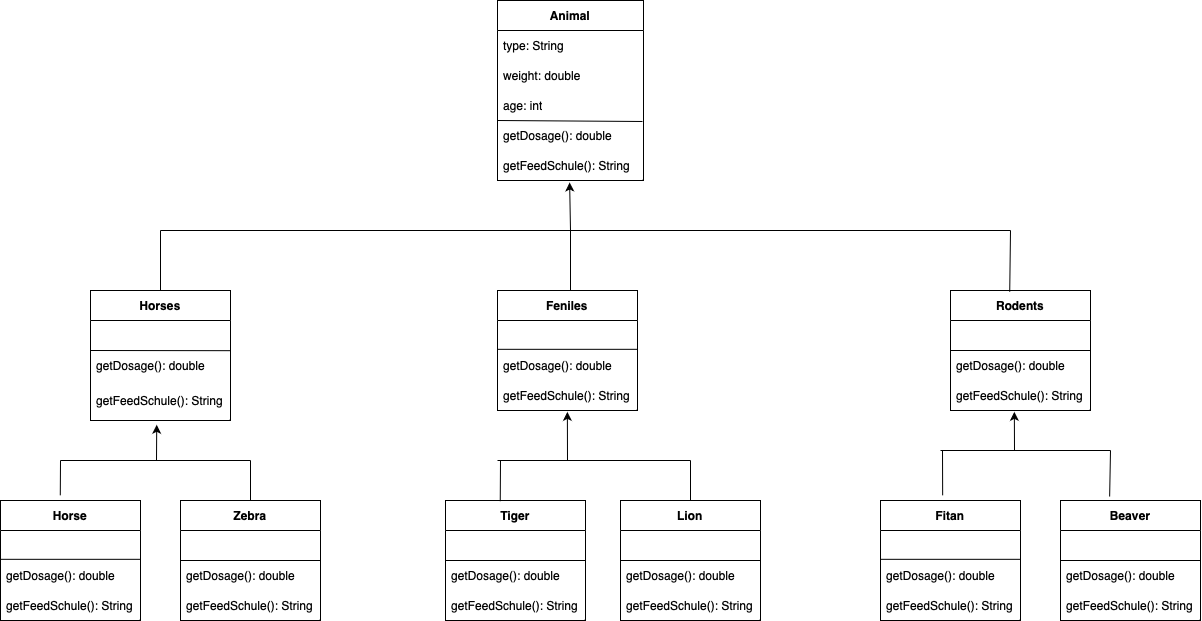 Animal
type: String
weight: double
age: int
getDosage(): double
getFeedSchule(): String
Horses
getDosage(): double
getFeedSchule(): String
Feniles
getDosage(): double
getFeedSchule(): String
Rodents
getDosage(): double
getFeedSchule(): String
Horse
getDosage(): double
getFeedSchule(): String
Zebra
getDosage(): double
getFeedSchule(): String
Tiger
getDosage(): double
getFeedSchule(): String
Lion
getDosage(): double
getFeedSchule(): String
Fitan
getDosage(): double
getFeedSchule(): String
Beaver
getDosage(): double
getFeedSchule(): String